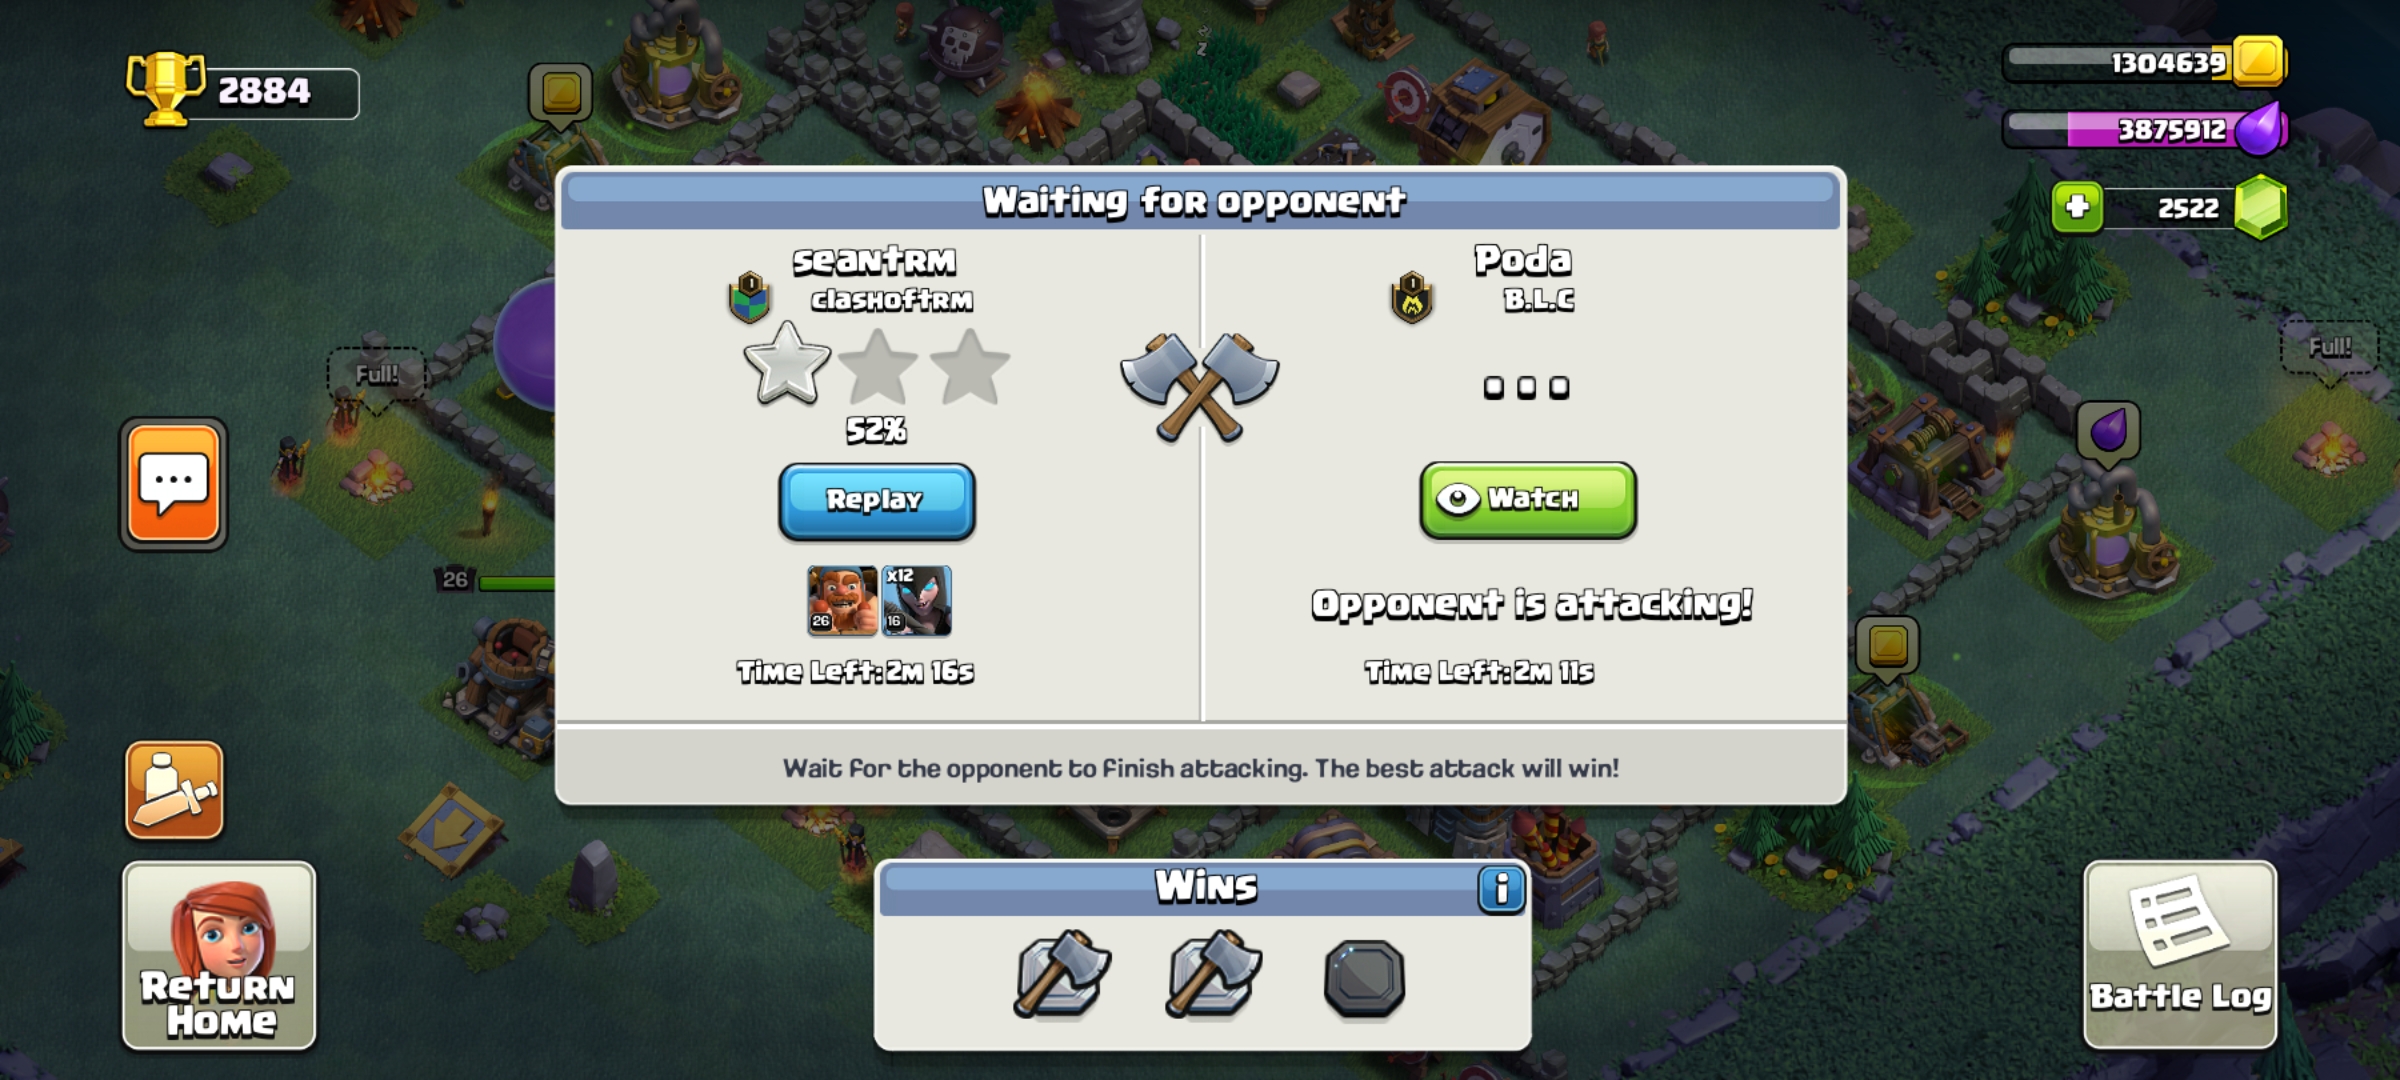 2884
1304639
3875912
2522
Waiting for opponent
seantrm
clashoftrm
1
52%
Replay
26
x12
16
Time Left: 2m 16s
Poda
B.L.C
1
...
Watch
Opponent is attacking!
Time Left: 2m 11s
Wait for the opponent to finish attacking. The best attack will win!
Full!
Full!
26
z
z
Wins
i
Return
Home
Battle Log